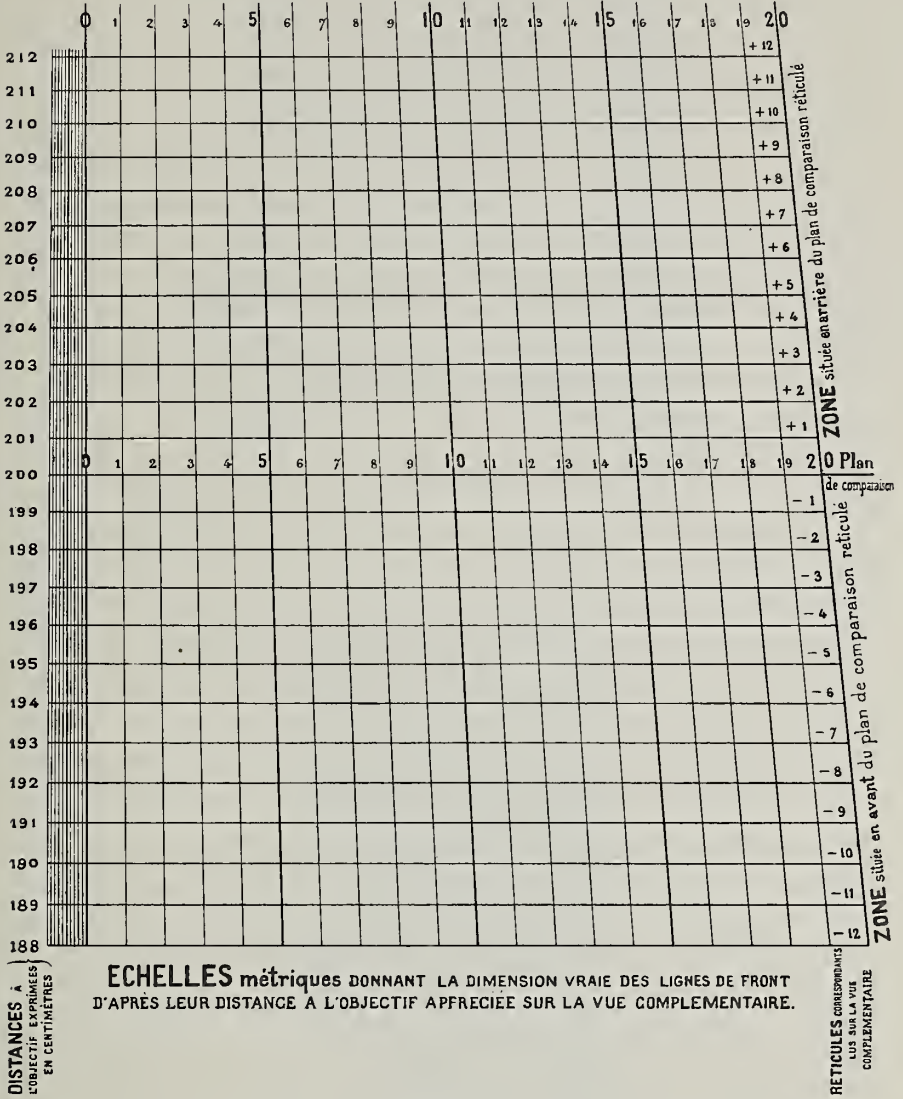 0 1 2 3 4 5 6 7 8 9 10 11 12 13 14 15 16 17 18 19 20
212 +12
211 +11
210 +10
209 +9
208 +8
207 +7
206 +6
205 +5
204 +4
203 +3
202 +2
201 +1
ZONE située en arrière du plan de comparaison réticulé
0 1 2 3 4 5 6 7 8 9 10 11 12 13 14 15 16 17 18 19 20 Plan
200 de comparaison
199 -1
198 -2
197 -3
196 -4
195 -5
194 -6
193 -7
192 -8
191 -9
190 -10
189 -11
188 -12
ZONE située en avant du plan de comparaison réticulé
DISTANCES à
L'OBJECTIF EXPRIMÉES
EN CENTIMÈTRES
ECHELLES métriques DONNANT LA DIMENSION VRAIE DES LIGNES DE FRONT
D'APRÈS LEUR DISTANCE A L'OBJECTIF APPRECIÉE SUR LA VUE COMPLEMENTAIRE.
RETICULES CORRESPONDANTS
LUS SUR LA VUE
COMPLEMENTAIRE